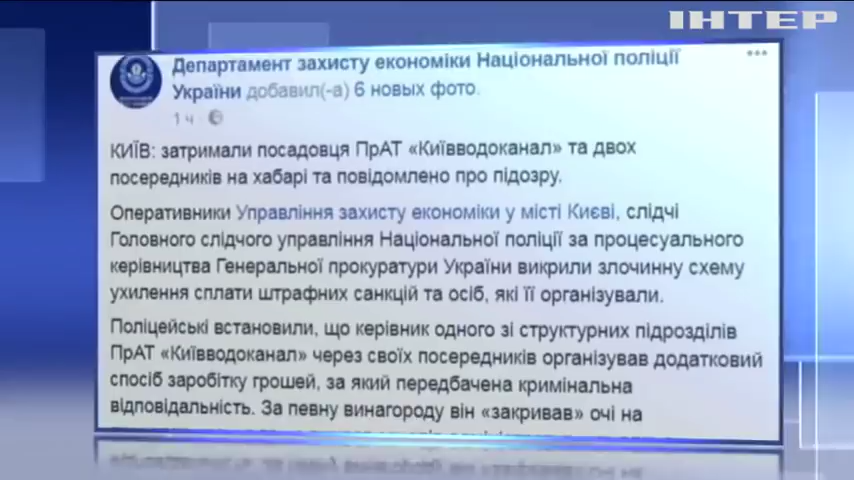 ІНТЕР
Департамент захисту економіки Національної поліції
України добавил(-а) 6 новых фото.
1 ч
КИЇВ: затримали посадовця ПрАТ «Київводоканал» та двох
посередників на хабарі та повідомлено про підозру.
Оперативники Управління захисту економіки у місті Києві, слідчі
Головного слідчого управління Національної поліції за процесуального
керівництва Генеральної прокуратури України викрили злочинну схему
ухилення сплати штрафних санкцій та осіб, які її організували.
Поліцейські встановили, що керівник одного зі структурних підрозділів
ПрАТ «Київводоканал» через своїх посередників організував додатковий
спосіб заробітку грошей, за який передбачена кримінальна
відповідальність. За певну винагороду він «закривав» очі на